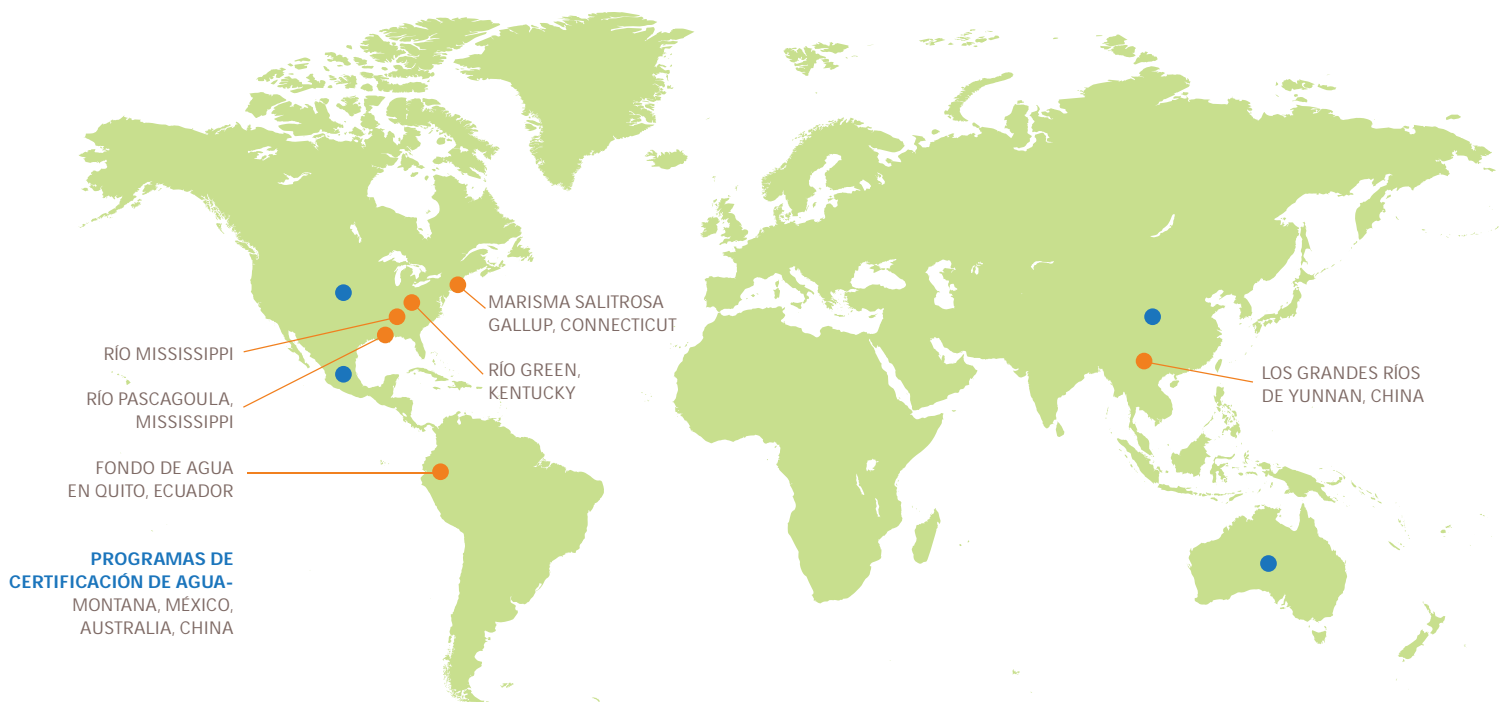 MARISMA SALITROSA
GALLUP, CONNECTICUT
RÍO MISSISSIPPI
RÍO GREEN,
KENTUCKY
LOS GRANDES RÍOS
DE YUNNAN, CHINA
RÍO PASCAGOULA,
MISSISSIPPI
FONDO DE AGUA
EN QUITO, ECUADOR
PROGRAMAS DE
CERTIFICACIÓN DE AGUA-
MONTANA, MÉXICO,
AUSTRALIA, CHINA